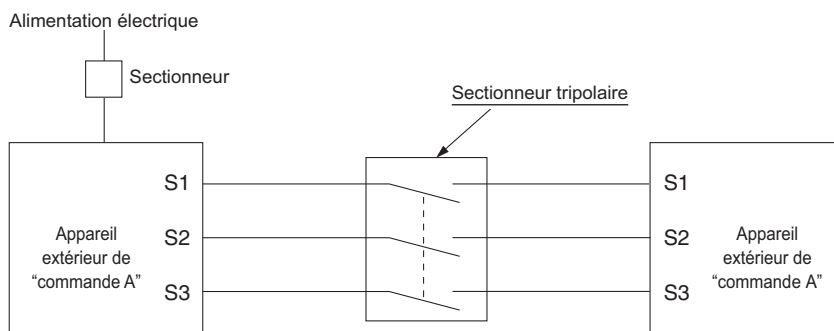 Alimentation électrique
Sectionneur
Sectionneur tripolaire
S1
S2
S3
Appareil
extérieur de
“commande A”
S1
S2
S3
Appareil
extérieur de
“commande A”